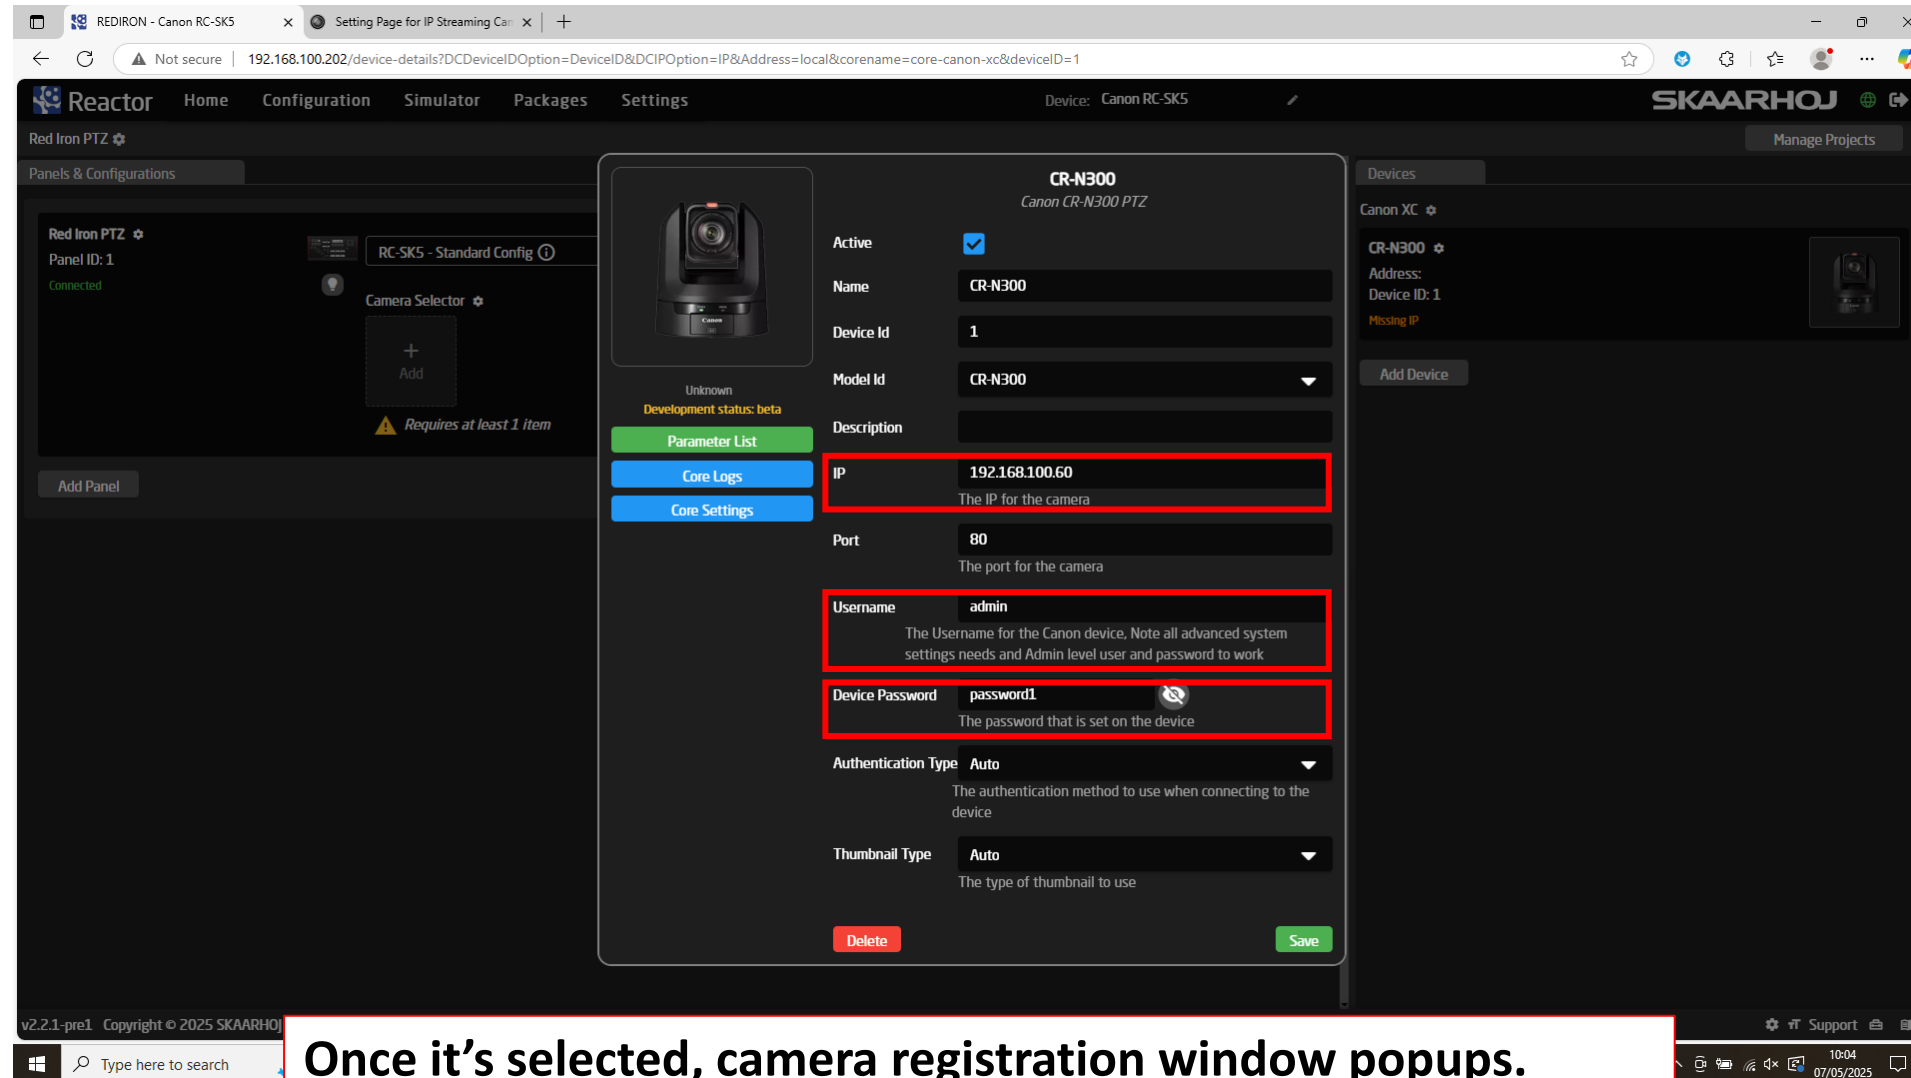 REDIRON - Canon RC-SK5
Setting Page for IP Streaming Can
Not secure
192.168.100.202/device-details?DCDeviceIDOption=DeviceID&DCIPOption=IP&Address=local&corename=core-canon-xc&deviceID=1
Reactor
Home
Configuration
Simulator
Packages
Settings
Device: Canon RC-SK5
SKAARHOJ
Red Iron PTZ
Manage Projects
Panels & Configurations
Red Iron PTZ
Panel ID: 1
Connected
RC-SK5 - Standard Config
Camera Selector
+
Add
Requires at least 1 item
Add Panel
Canon
Unknown
Development status: beta
Parameter List
Core Logs
Core Settings
CR-N300
Canon CR-N300 PTZ
Active
Name CR-N300
Device Id 1
Model Id CR-N300
Description
IP 192.168.100.60
The IP for the camera
Port 80
The port for the camera
Username admin
The Username for the Canon device, Note all advanced system
settings needs and Admin level user and password to work
Device Password password1
The password that is set on the device
Authentication Type Auto
The authentication method to use when connecting to the
device
Thumbnail Type Auto
The type of thumbnail to use
Delete
Save
Devices
Canon XC
CR-N300
Address:
Device ID: 1
Missing IP
Add Device
v2.2.1-pre1 Copyright © 2025 SKAARHOJ
Support
Type here to search
Once it’s selected, camera registration window popups.
10:04
07/05/2025